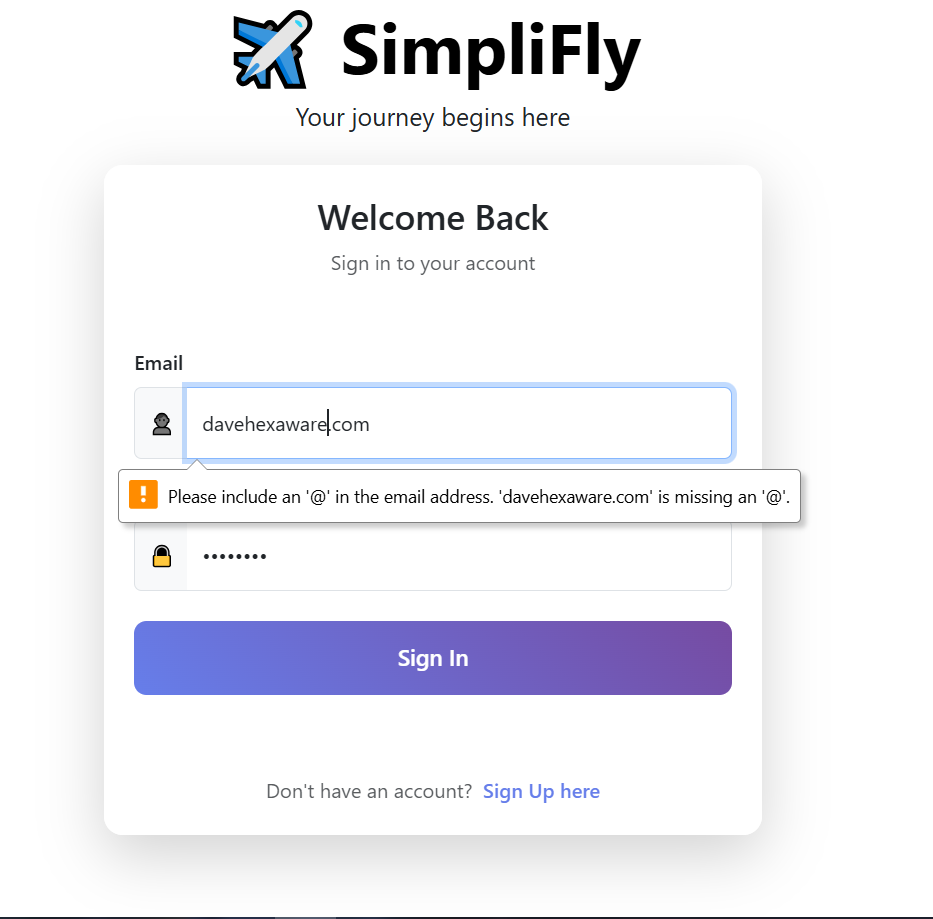 SimpliFly
Your journey begins here
Welcome Back
Sign in to your account
Email
davehexaware.com
Please include an '@' in the email address. 'davehexaware.com' is missing an '@'.
••••••••
Sign In
Don't have an account? Sign Up here